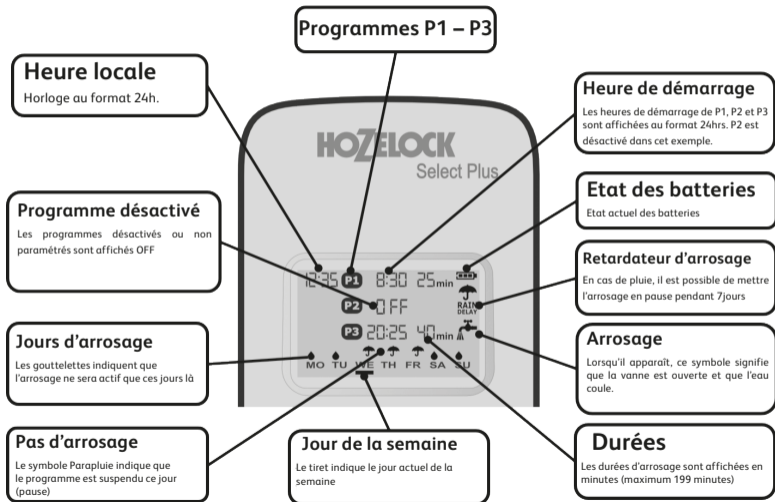 Programmes P1 – P3
Heure locale
Horloge au format 24h.
Heure de démarrage
Les heures de démarrage de P1, P2 et P3
sont affichées au format 24hrs. P2 est
désactivé dans cet exemple.
HOZELOCK
Select Plus
Programme désactivé
Les programmes désactivés ou non
paramétrés sont affichés OFF
Etat des batteries
Etat actuel des batteries
Retardateur d'arrosage
En cas de pluie, il est possible de mettre
l'arrosage en pause pendant 7jours
12:35 P1 8:30 25 min
P2 OFF RAIN DELAY
P3 20:25 40 min
MO TU WE TH FR SA SU
Jours d'arrosage
Les gouttelettes indiquent que
l'arrosage ne sera actif que ces jours là
Arrosage
Lorsqu'il apparaît, ce symbole signifie
que la vanne est ouverte et que l'eau
coule.
Pas d'arrosage
Le symbole Parapluie indique que
le programme est suspendu ce jour
(pause)
Jour de la semaine
Le tiret indique le jour actuel de la
semaine
Durées
Les durées d'arrosage sont affichées en
minutes (maximum 199 minutes)